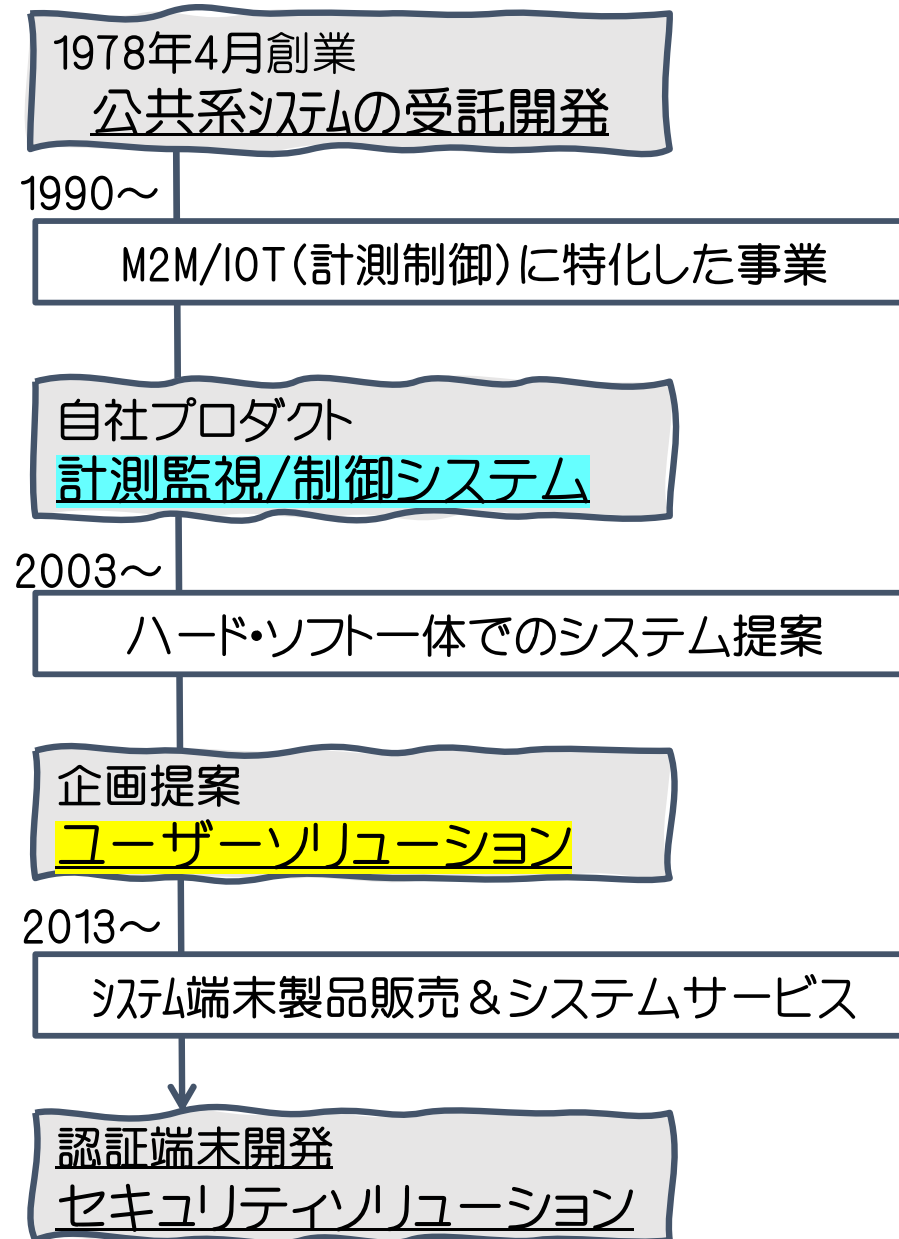 1978年4月創業
公共系ｼｽﾃﾑの受託開発
1990～
M2M/IOT(計測制御)に特化した事業
自社プロダクト
計測監視/制御システム
2003～
ハード・ソフト一体でのシステム提案
企画提案
ユーザーソリューション
2013～
ｼｽﾃﾑ端末製品販売＆システムサービス
認証端末開発
セキュリティソリューション